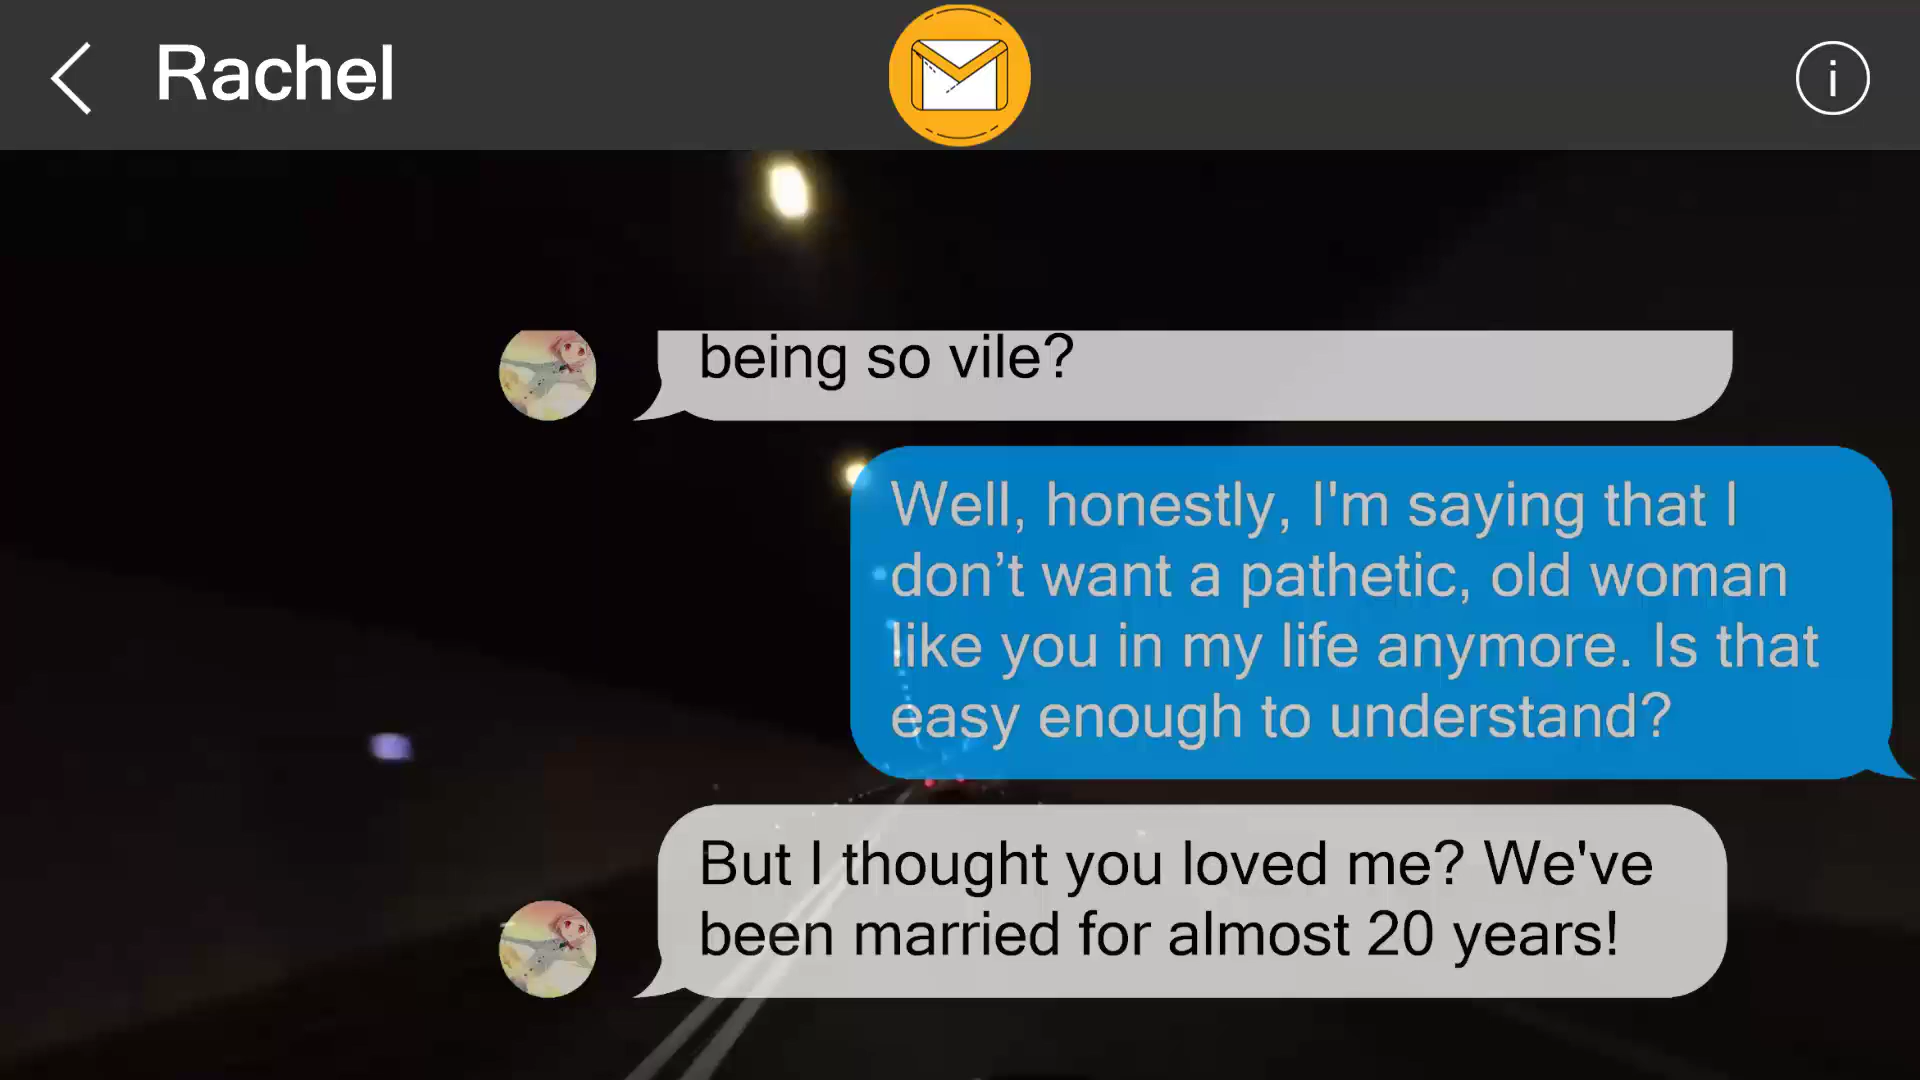 Rachel
i
being so vile?
Well, honestly, I'm saying that I
don’t want a pathetic, old woman
like you in my life anymore. Is that
easy enough to understand?
But I thought you loved me? We've
been married for almost 20 years!